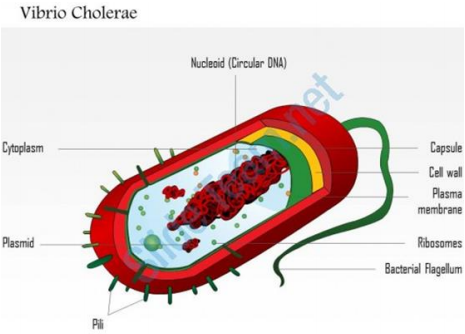 Vibrio Cholerae
Nucleoid (Circular DNA)
Cytoplasm
Capsule
Cell wall
Plasma
membrane
Plasmid
Ribosomes
Bacterial Flagellum
Pili